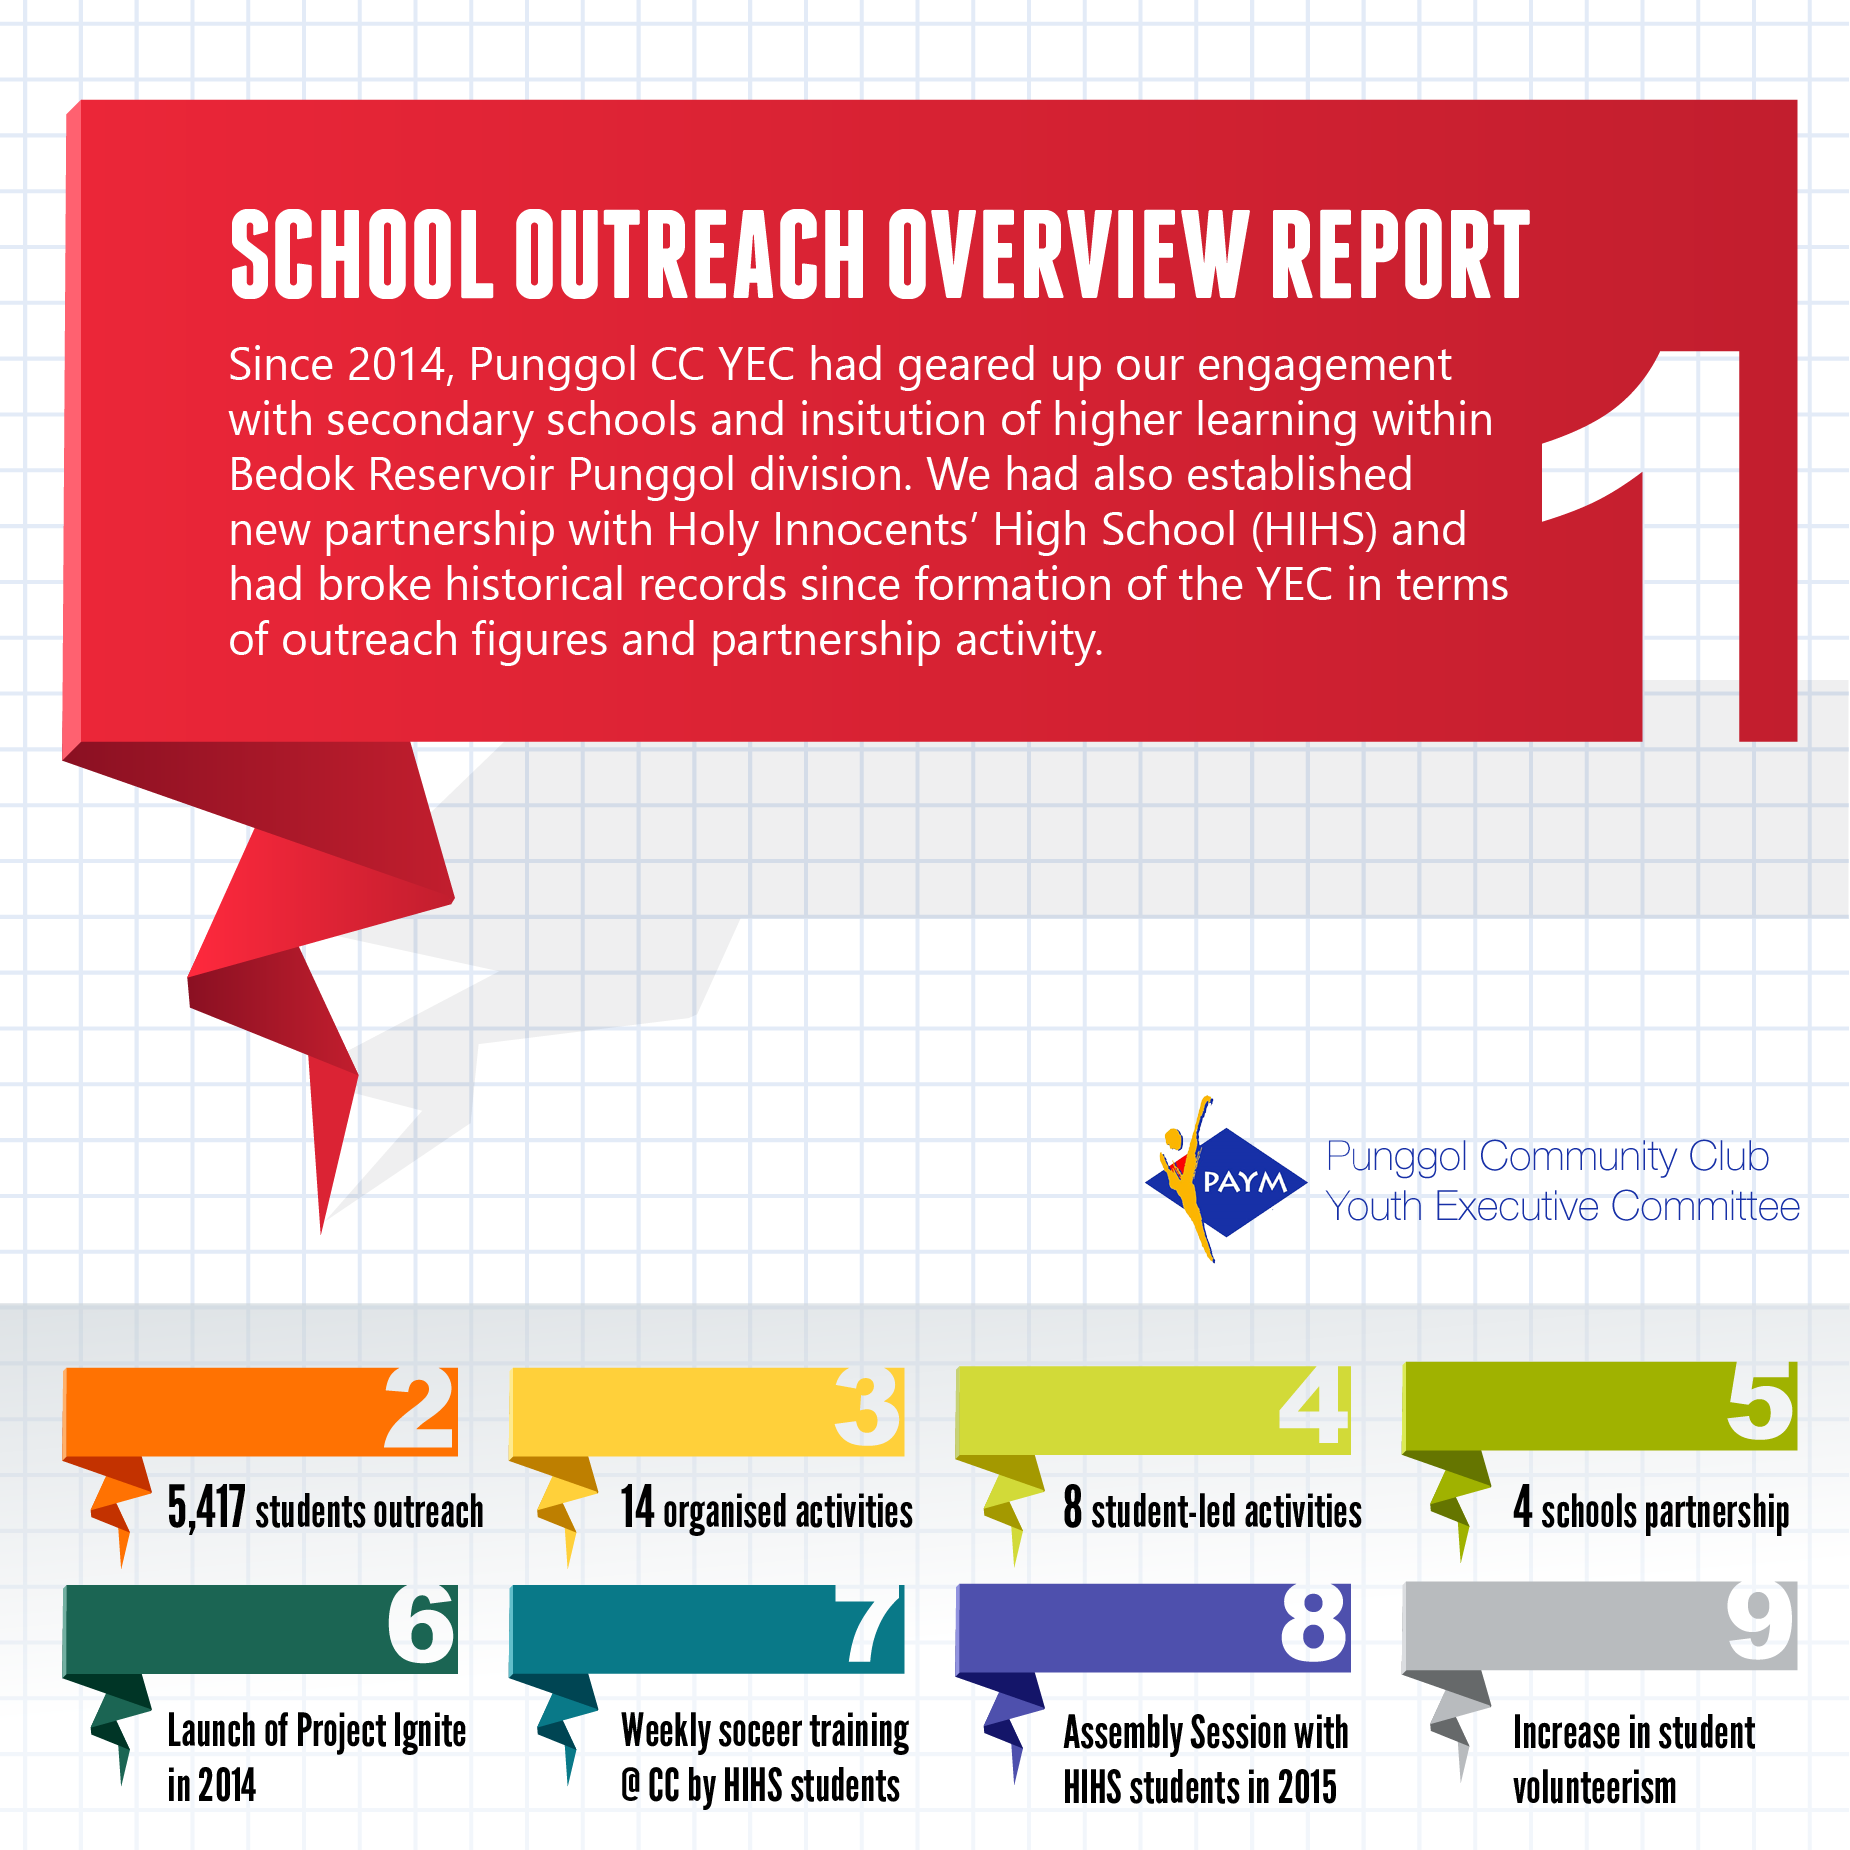 SCHOOL OUTREACH OVERVIEW REPORT
Since 2014, Punggol CC YEC had geared up our engagement
with secondary schools and insitution of higher learning within
Bedok Reservoir Punggol division. We had also established
new partnership with Holy Innocents’ High School (HIHS) and
had broke historical records since formation of the YEC in terms
of outreach figures and partnership activity.
1
PAYM
Punggol Community Club
Youth Executive Committee
2
5,417 students outreach
3
14 organised activities
4
8 student-led activities
5
4 schools partnership
6
Launch of Project Ignite
in 2014
7
Weekly soceer training
@ CC by HIHS students
8
Assembly Session with
HIHS students in 2015
9
Increase in student
volunteerism